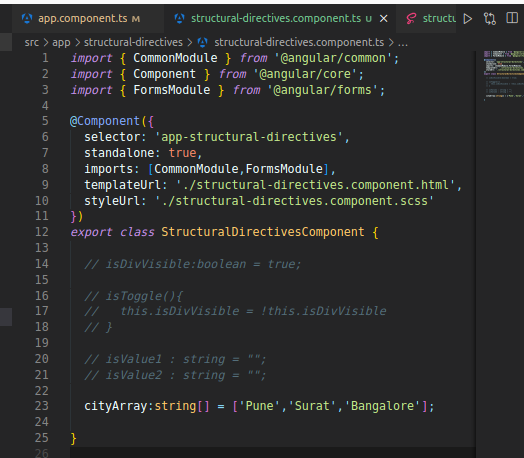 app.component.ts M
structural-directives.component.ts U
structu
src > app > structural-directives > structural-directives.component.ts > ...
1 import { CommonModule } from '@angular/common';
2 import { Component } from '@angular/core';
3 import { FormsModule } from '@angular/forms';
4
5 @Component({
6 selector: 'app-structural-directives',
7 standalone: true,
8 imports: [CommonModule,FormsModule],
9 templateUrl: './structural-directives.component.html',
10 styleUrl: './structural-directives.component.scss'
11 })
12 export class StructuralDirectivesComponent {
13
14 // isDivVisible:boolean = true;
15
16 // isToggle(){
17 //   this.isDivVisible = !this.isDivVisible
18 // }
19
20 // isValue1 : string = "";
21 // isValue2 : string = "";
22
23 cityArray:string[] = ['Pune','Surat','Bangalore'];
24
25 }
26